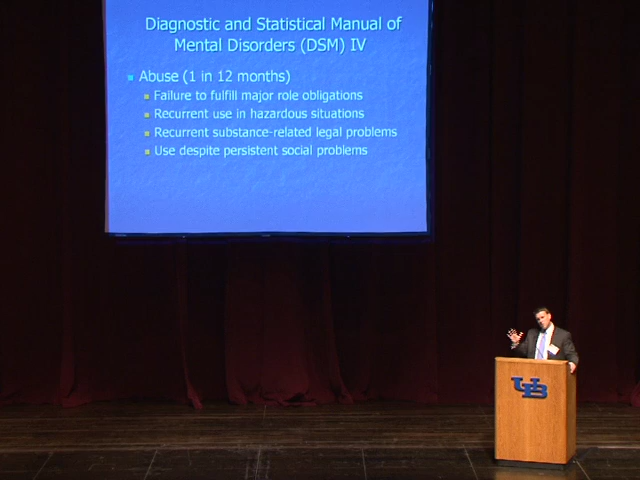 Diagnostic and Statistical Manual of
Mental Disorders (DSM) IV
Abuse (1 in 12 months)
Failure to fulfill major role obligations
Recurrent use in hazardous situations
Recurrent substance-related legal problems
Use despite persistent social problems
UB